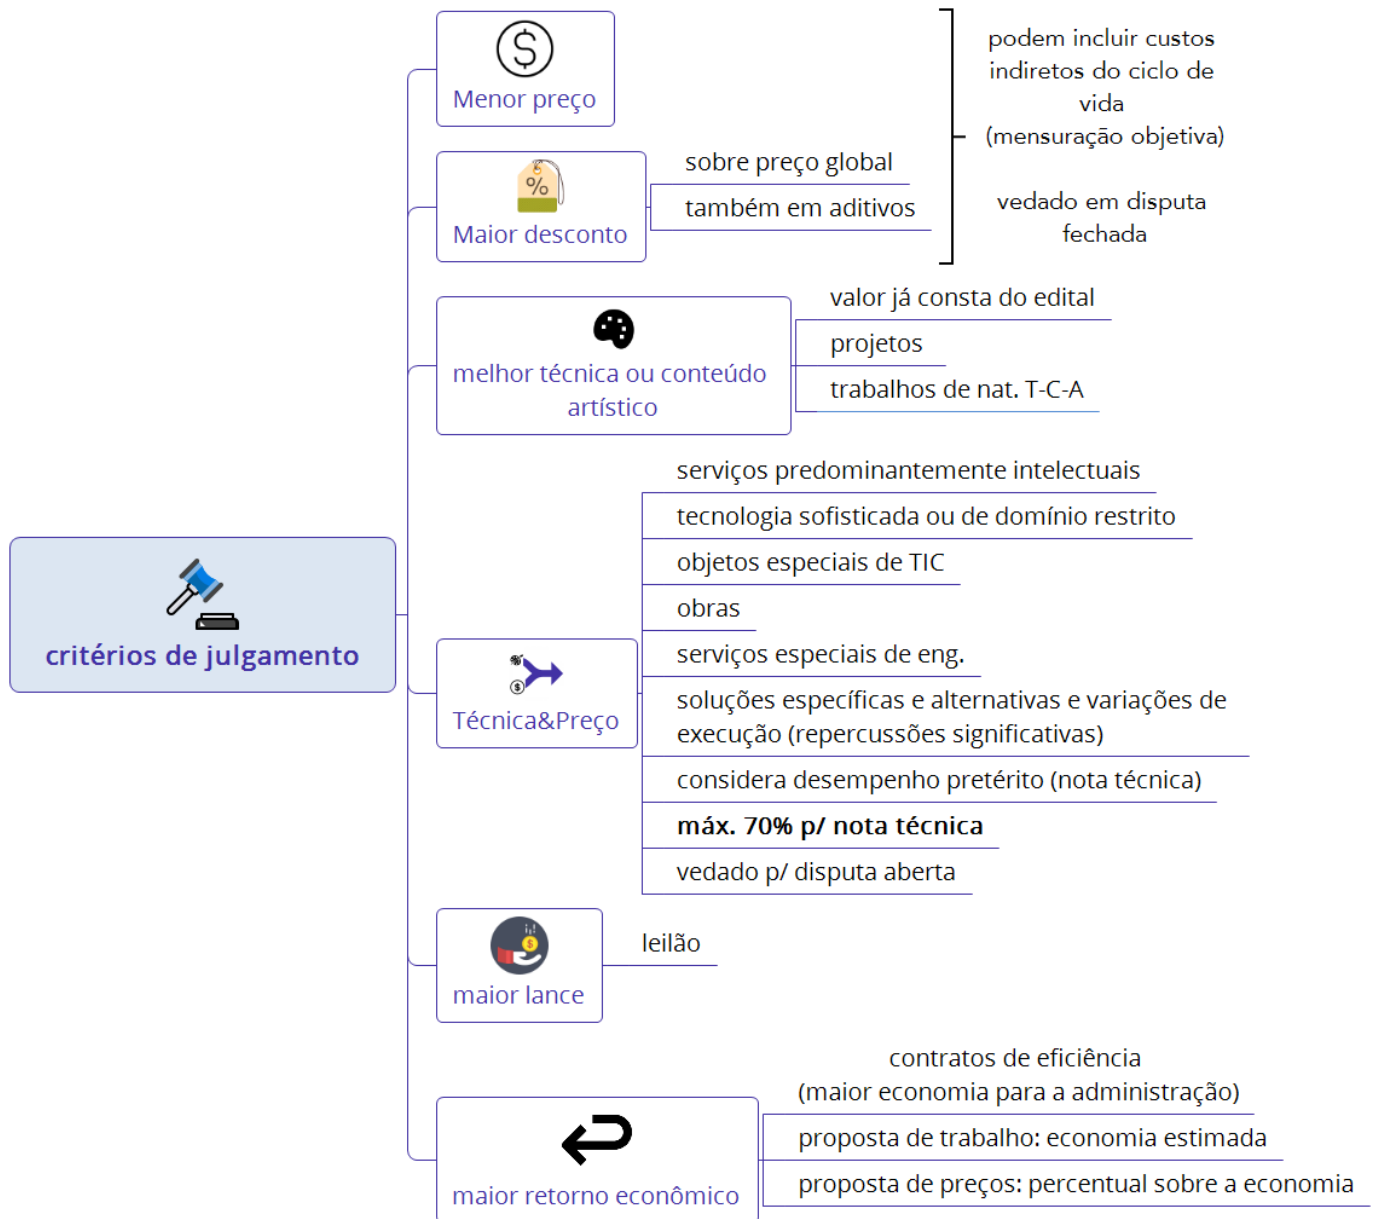 critérios de julgamento
$
Menor preço
%
Maior desconto
sobre preço global
também em aditivos
podem incluir custos
indiretos do ciclo de
vida
(mensuração objetiva)
vedado em disputa
fechada
melhor técnica ou conteúdo
artístico
valor já consta do edital
projetos
trabalhos de nat. T-C-A
$
Técnica&Preço
serviços predominantemente intelectuais
tecnologia sofisticada ou de domínio restrito
objetos especiais de TIC
obras
serviços especiais de eng.
soluções específicas e alternativas e variações de
execução (repercussões significativas)
considera desempenho pretérito (nota técnica)
máx. 70% p/ nota técnica
vedado p/ disputa aberta
$
maior lance
leilão
maior retorno econômico
contratos de eficiência
(maior economia para a administração)
proposta de trabalho: economia estimada
proposta de preços: percentual sobre a economia